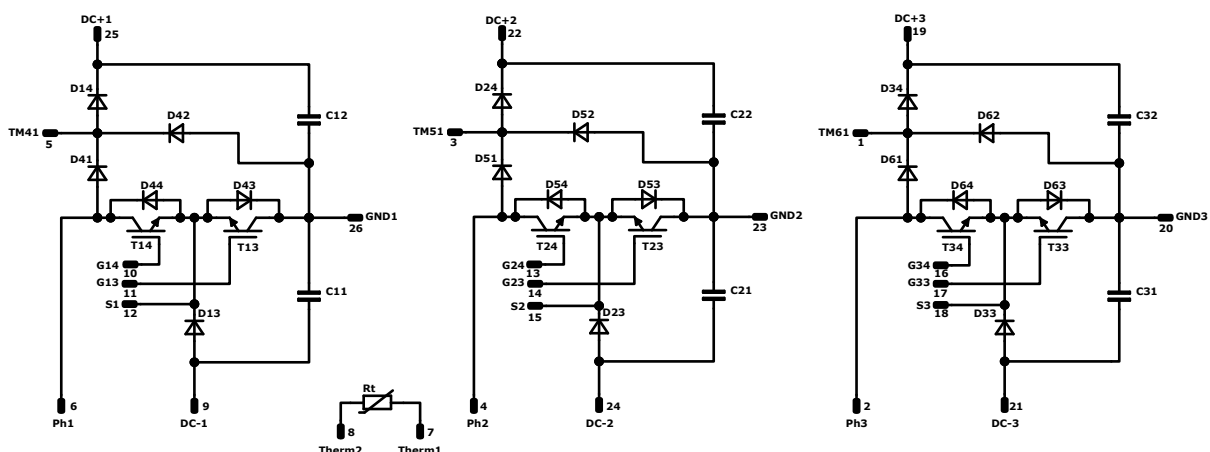 DC+1
25
D14
D42
C12
TM41
5
D41
D44
D43
GND1
26
T14
T13
G14
10
G13
11
S1
12
D13
C11
6
Ph1
9
DC-1
Rt
8
Therm2
7
Therm1
DC+2
22
D24
D52
C22
TM51
3
D51
D54
D53
GND2
23
T24
T23
G24
13
G23
14
S2
15
D23
C21
4
Ph2
24
DC-2
DC+3
19
D34
D62
C32
TM61
1
D61
D64
D63
GND3
20
T34
T33
G34
16
G33
17
S3
18
D33
C31
2
Ph3
21
DC-3